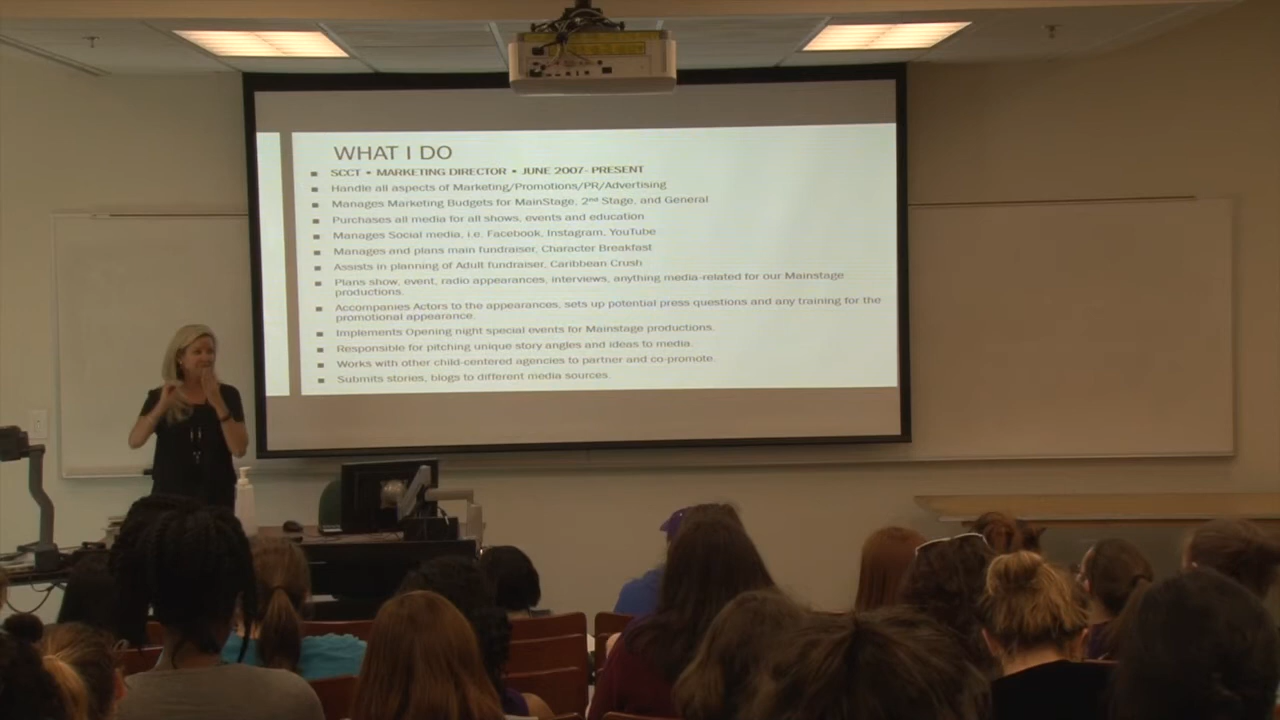 WHAT I DO
SCCT • MARKETING DIRECTOR • JUNE 2007- PRESENT
Handle all aspects of Marketing/Promotions/PR/Advertising
Manages Marketing Budgets for MainStage, 2nd Stage, and General
Purchases all media for all shows, events and education
Manages Social media, i.e. Facebook, Instagram, YouTube
Manages and plans main fundraiser, Character Breakfast
Assists in planning of Adult fundraiser, Caribbean Crush
Plans show, event, radio appearances, interviews, anything media-related for our Mainstage
productions.
Accompanies Actors to the appearances, sets up potential press questions and any training for the
promotional appearance.
Implements Opening night special events for Mainstage productions.
Responsible for pitching unique story angles and ideas to media.
Works with other child-centered agencies to partner and co-promote.
Submits stories, blogs to different media sources.